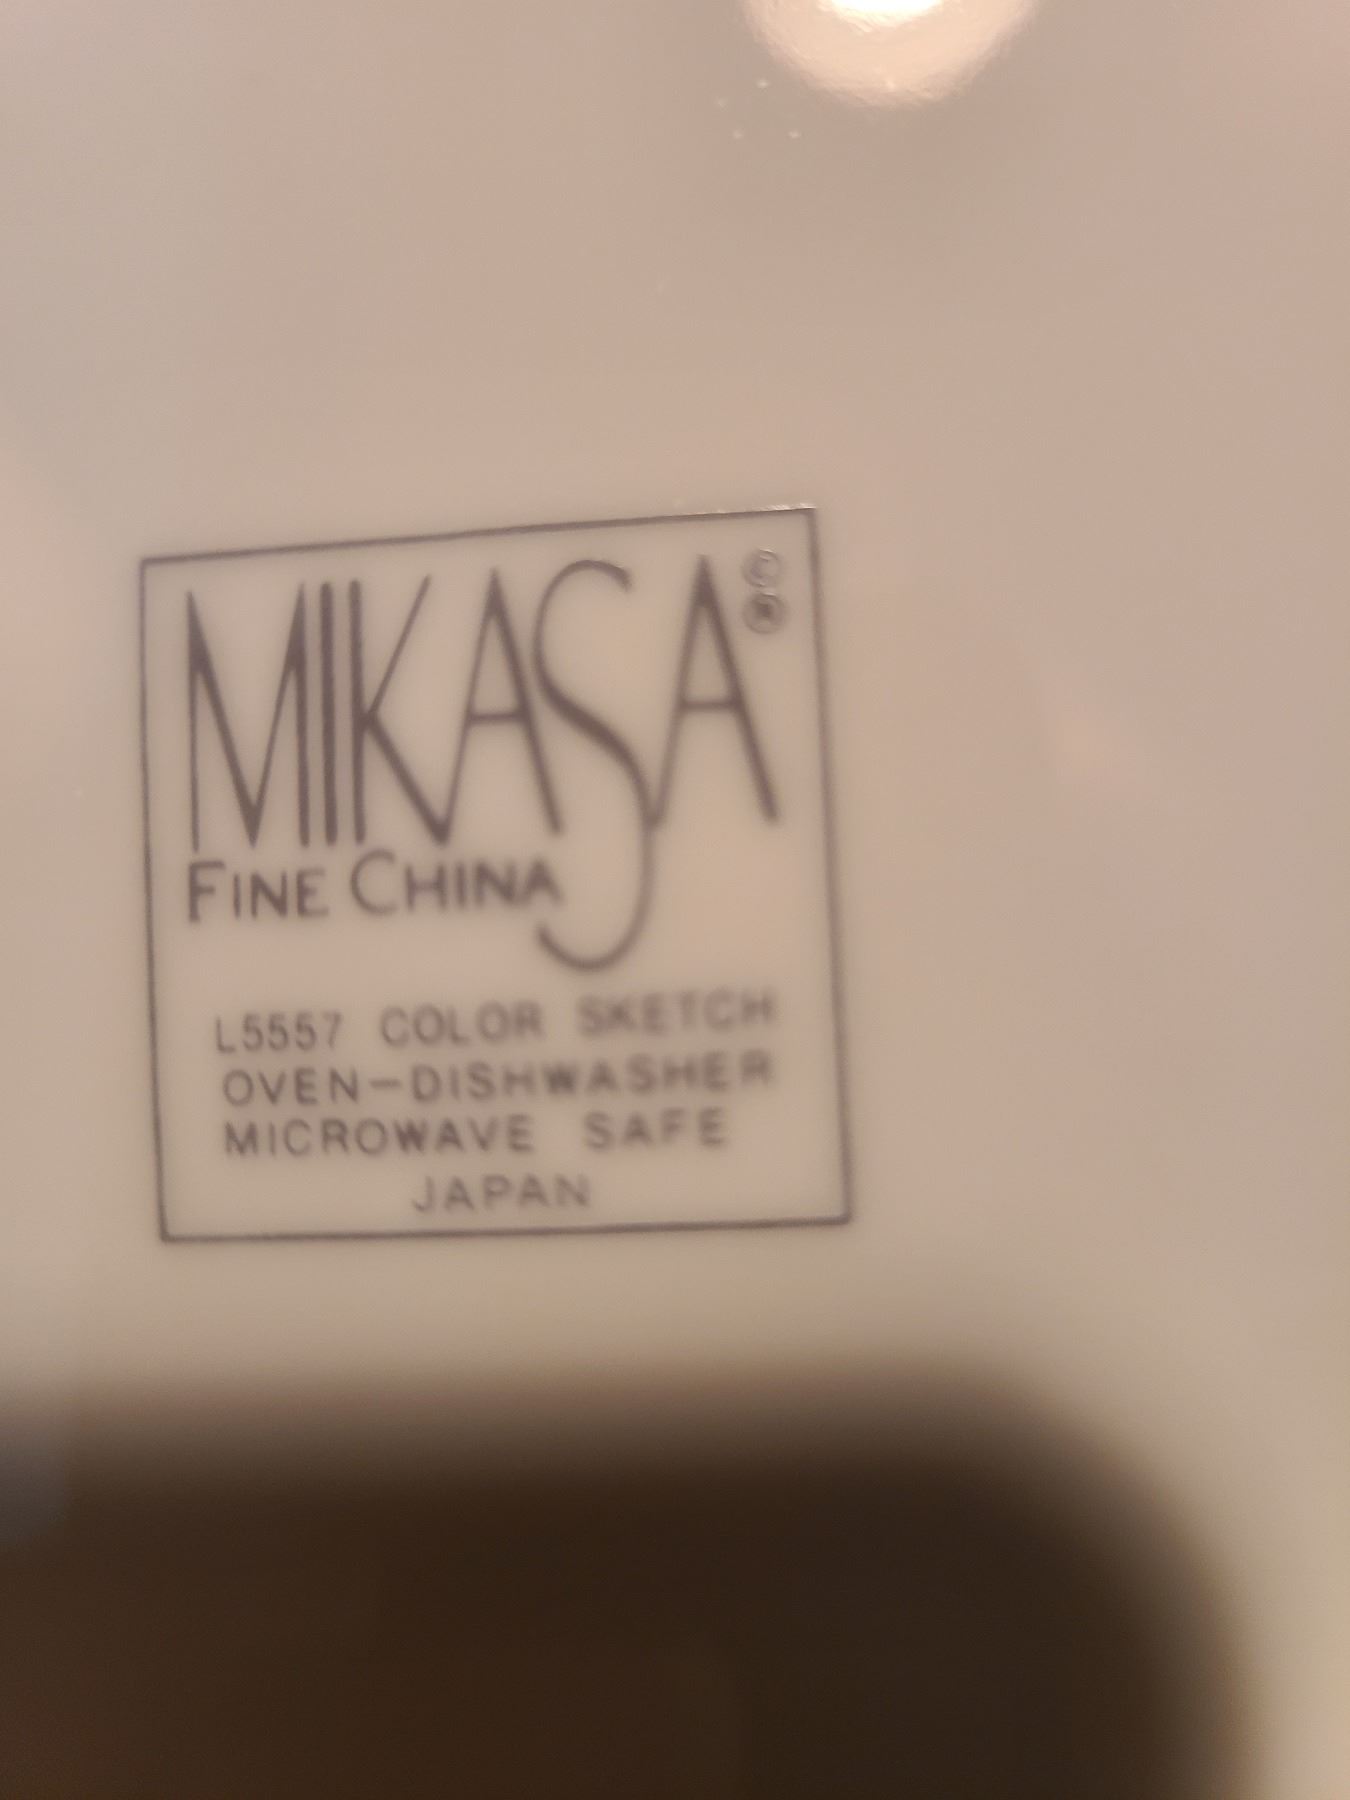 MIKASA ©
®
FINE CHINA
L5557 COLOR SKETCH
OVEN-DISHWASHER
MICROWAVE SAFE
JAPAN